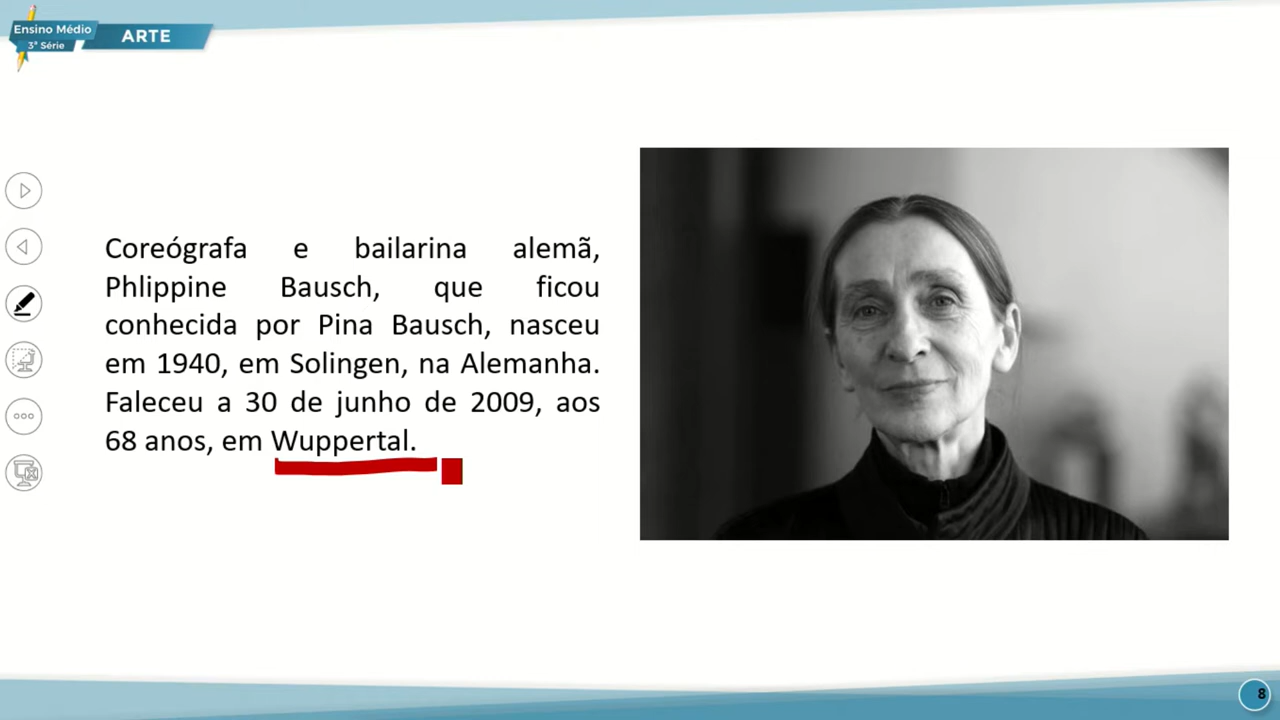 Ensino Médio
3ª Série
ARTE
Coreógrafa e bailarina alemã,
Phlippine Bausch, que ficou
conhecida por Pina Bausch, nasceu
em 1940, em Solingen, na Alemanha.
Faleceu a 30 de junho de 2009, aos
68 anos, em Wuppertal.
8